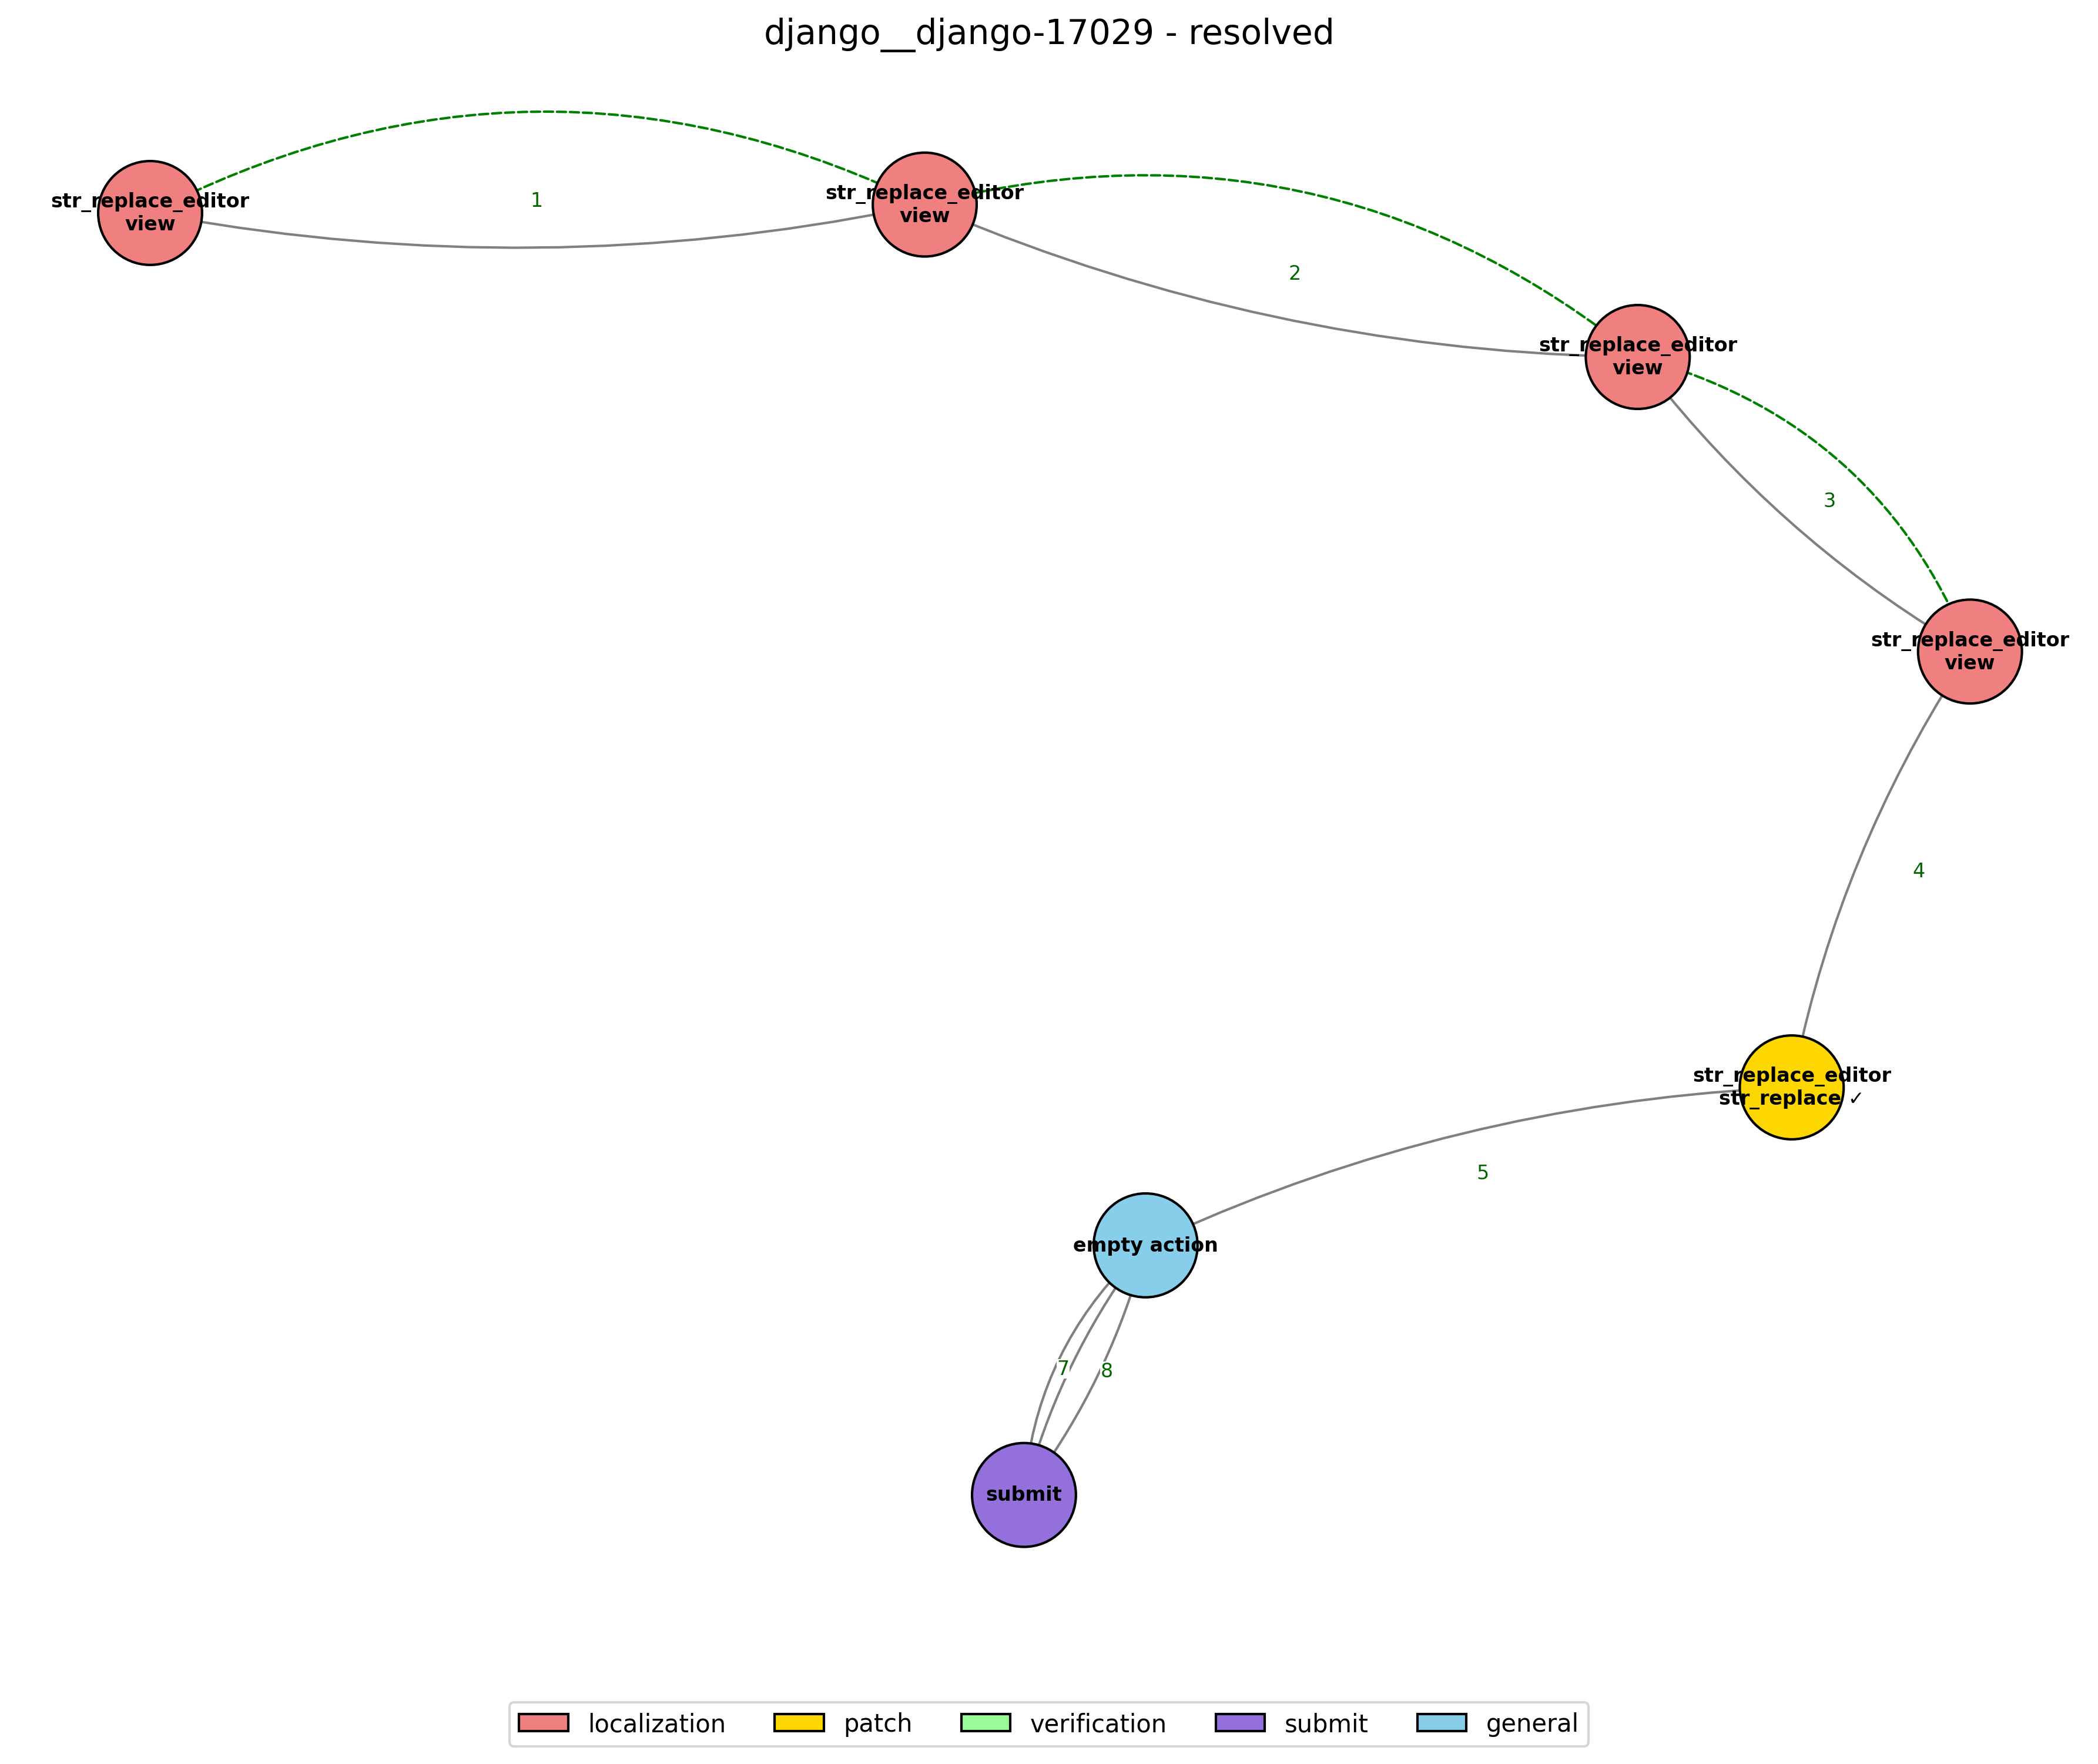 django__django-17029 - resolved
str_replace_editor
view
1
str_replace_editor
view
2
str_replace_editor
view
3
str_replace_editor
view
4
str_replace_editor
str_replace ✓
5
empty action
7
8
submit
localization
patch
verification
submit
general